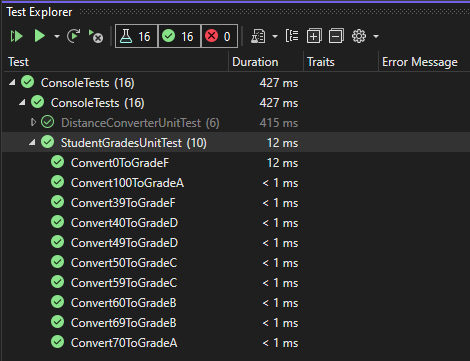 Test Explorer
16 16 0
Test Duration Traits Error Message
ConsoleTests (16) 427 ms
ConsoleTests (16) 427 ms
DistanceConverterUnitTest (6) 415 ms
StudentGradesUnitTest (10) 12 ms
Convert0ToGradeF 12 ms
Convert100ToGradeA < 1 ms
Convert39ToGradeF < 1 ms
Convert40ToGradeD < 1 ms
Convert49ToGradeD < 1 ms
Convert50ToGradeC < 1 ms
Convert59ToGradeC < 1 ms
Convert60ToGradeB < 1 ms
Convert69ToGradeB < 1 ms
Convert70ToGradeA < 1 ms